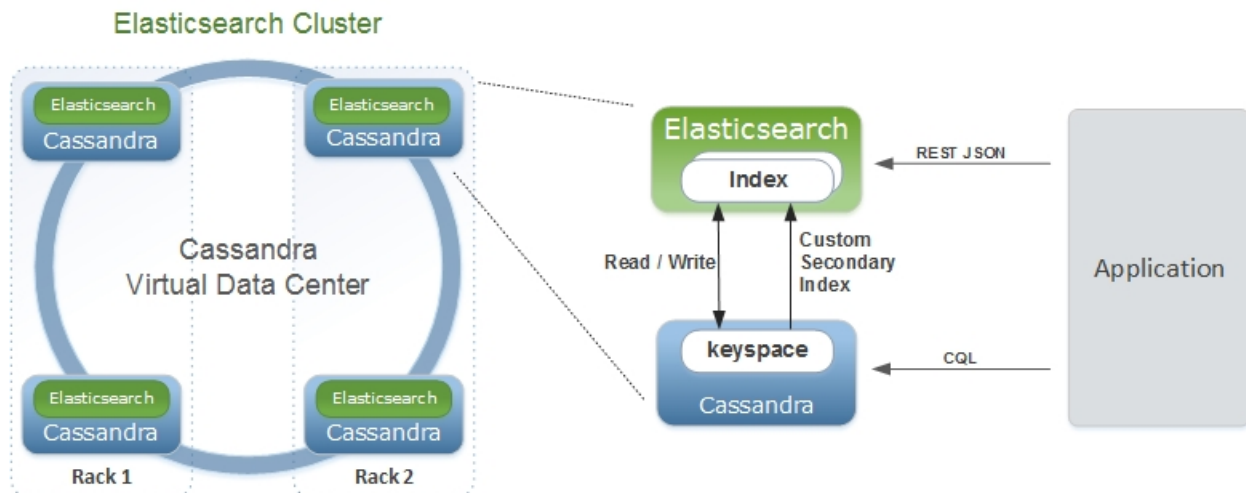 Elasticsearch Cluster
Elasticsearch
Cassandra
Elasticsearch
Cassandra
Cassandra
Virtual Data Center
Elasticsearch
Cassandra
Elasticsearch
Cassandra
Rack 1
Rack 2
Elasticsearch
Index
Read / Write
Custom
Secondary
Index
keyspace
Cassandra
REST JSON
CQL
Application